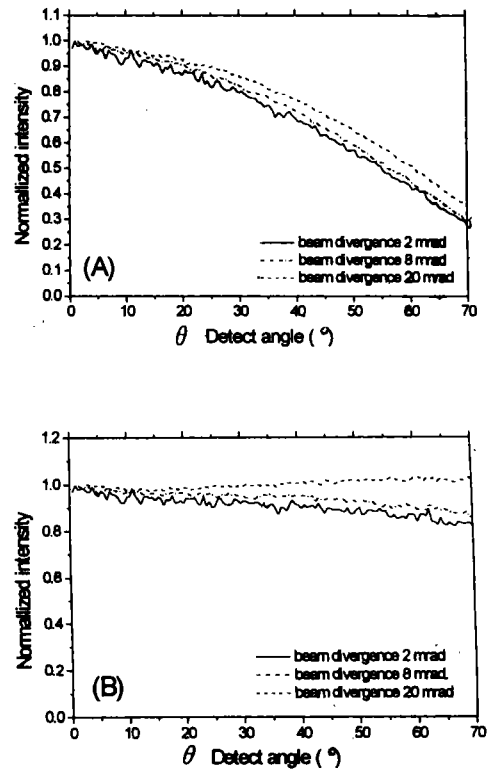 1.1
1.0
0.9
0.8
0.7
0.6
0.5
0.4
0.3
0.2
0.1
0.0
Normallized intensity
(A)
beam divergence 2 mrad
beam divergence 8 mrad
beam divergence 20 mrad
0 10 20 30 40 50 60 70
θ Detect angle ( °)
1.2
1.0
0.8
0.6
0.4
0.2
0.0
Normallized intensity
(B)
beam divergence 2 mrad
beam divergence 8 mrad.
beam divergence 20 mrad
0 10 20 30 40 50 60 70
θ Detect angle ( °)